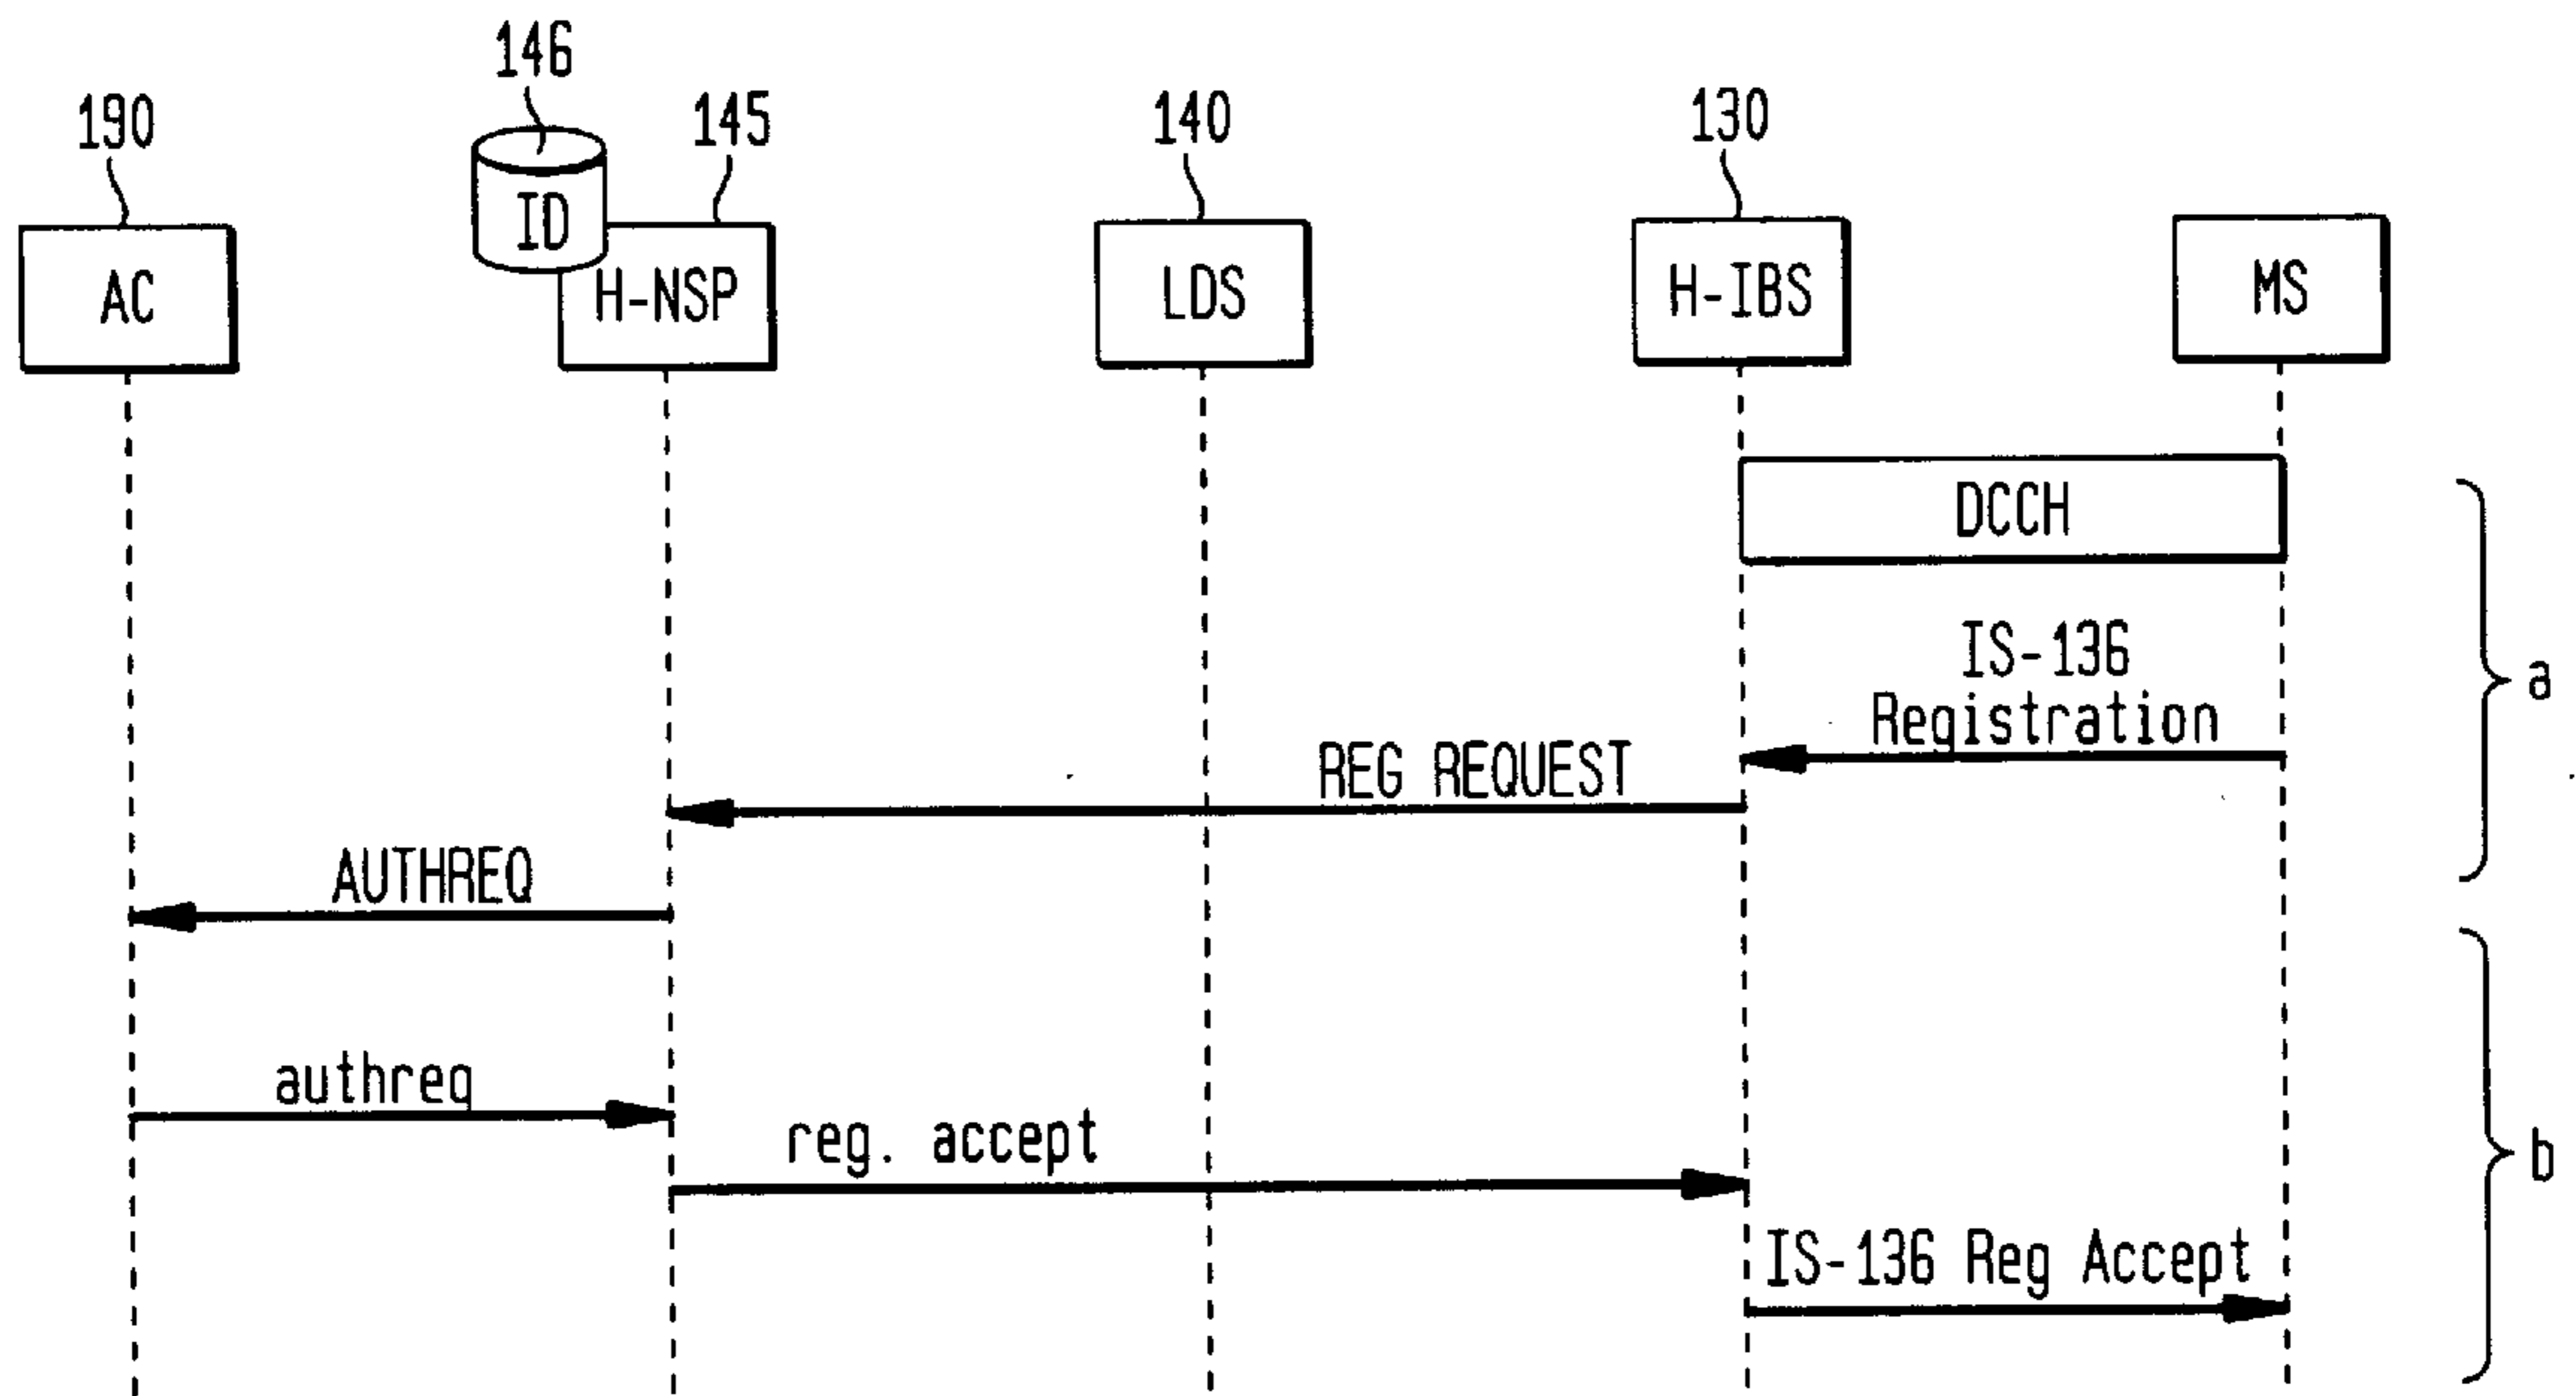 146
190
145
140
130
AC
ID
H-NSP
LDS
H-IBS
MS
DCCH
a
IS-136
Registration
REG REQUEST
AUTHREQ
authreq
reg. accept
b
IS-136 Reg Accept